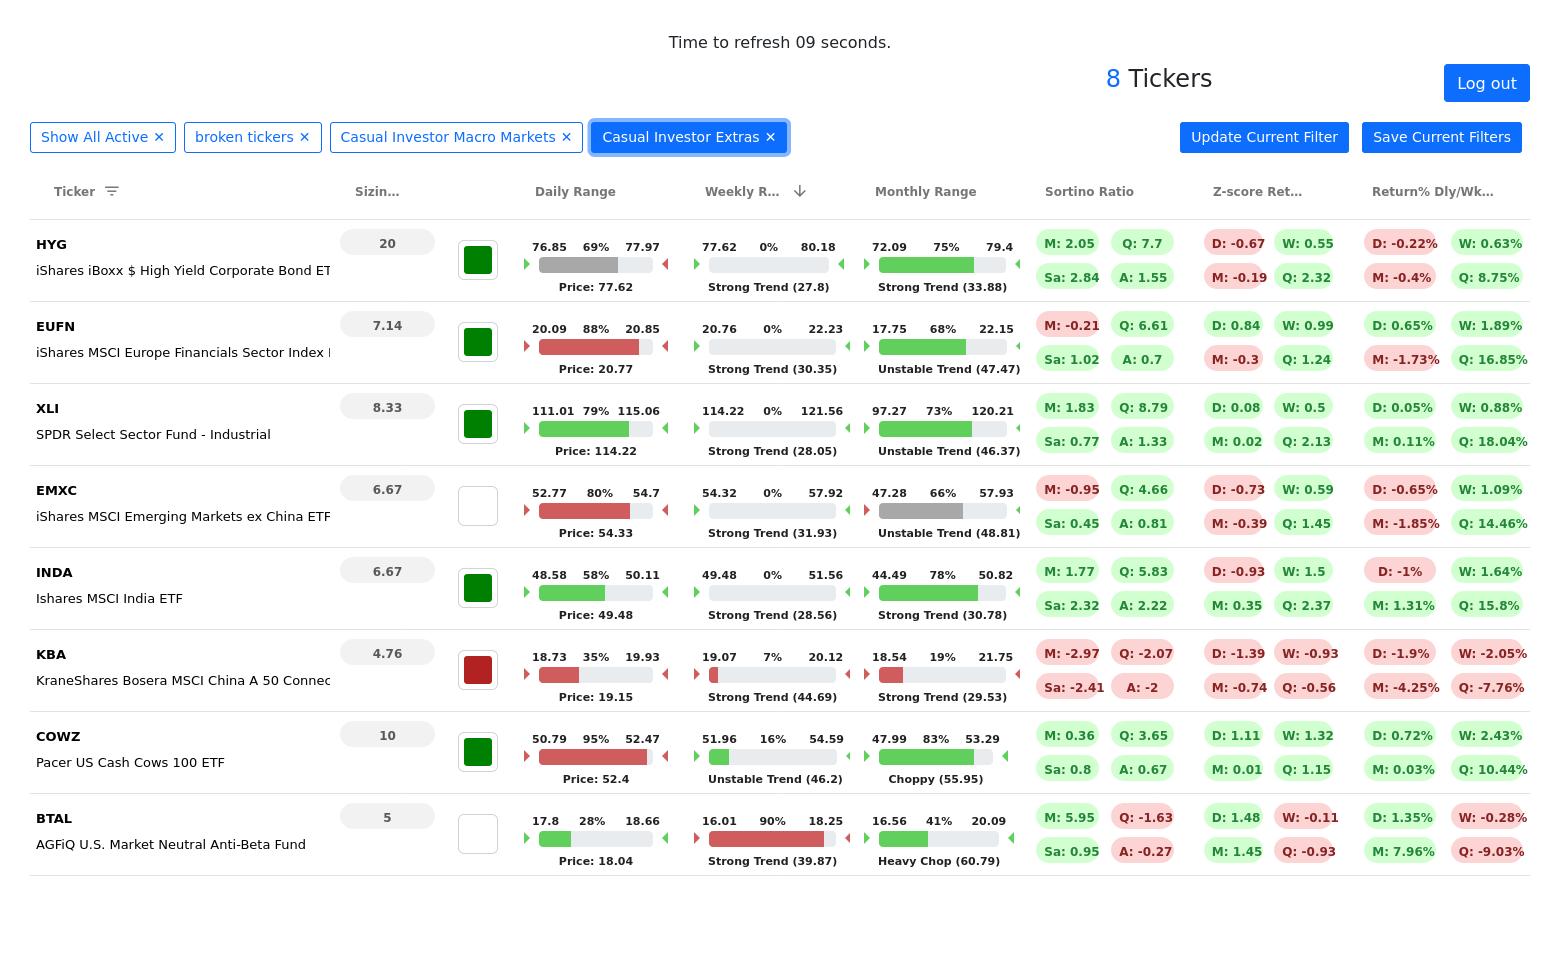 Time to refresh 09 seconds.
8 Tickers
Log out
Show All Active ✕ broken tickers ✕ Casual Investor Macro Markets ✕ Casual Investor Extras ✕ Update Current Filter Save Current Filters
Ticker Sizin... Daily Range Weekly R... Monthly Range Sortino Ratio Z-score Ret... Return% Dly/Wk...
HYG 20 76.85 69% 77.97 77.62 0% 80.18 72.09 75% 79.4 M: 2.05 Q: 7.7 D: -0.67 W: 0.55 D: -0.22% W: 0.63%
iShares iBoxx $ High Yield Corporate Bond ET Price: 77.62 Strong Trend (27.8) Strong Trend (33.88) Sa: 2.84 A: 1.55 M: -0.19 Q: 2.32 M: -0.4% Q: 8.75%
EUFN 7.14 20.09 88% 20.85 20.76 0% 22.23 17.75 68% 22.15 M: -0.21 Q: 6.61 D: 0.84 W: 0.99 D: 0.65% W: 1.89%
iShares MSCI Europe Financials Sector Index Price: 20.77 Strong Trend (30.35) Unstable Trend (47.47) Sa: 1.02 A: 0.7 M: -0.3 Q: 1.24 M: -1.73% Q: 16.85%
XLI 8.33 111.01 79% 115.06 114.22 0% 121.56 97.27 73% 120.21 M: 1.83 Q: 8.79 D: 0.08 W: 0.5 D: 0.05% W: 0.88%
SPDR Select Sector Fund - Industrial Price: 114.22 Strong Trend (28.05) Unstable Trend (46.37) Sa: 0.77 A: 1.33 M: 0.02 Q: 2.13 M: 0.11% Q: 18.04%
EMXC 6.67 52.77 80% 54.7 54.32 0% 57.92 47.28 66% 57.93 M: -0.95 Q: 4.66 D: -0.73 W: 0.59 D: -0.65% W: 1.09%
iShares MSCI Emerging Markets ex China ETF Price: 54.33 Strong Trend (31.93) Unstable Trend (48.81) Sa: 0.45 A: 0.81 M: -0.39 Q: 1.45 M: -1.85% Q: 14.46%
INDA 6.67 48.58 58% 50.11 49.48 0% 51.56 44.49 78% 50.82 M: 1.77 Q: 5.83 D: -0.93 W: 1.5 D: -1% W: 1.64%
Ishares MSCI India ETF Price: 49.48 Strong Trend (28.56) Strong Trend (30.78) Sa: 2.32 A: 2.22 M: 0.35 Q: 2.37 M: 1.31% Q: 15.8%
KBA 4.76 18.73 35% 19.93 19.07 7% 20.12 18.54 19% 21.75 M: -2.97 Q: -2.07 D: -1.39 W: -0.93 D: -1.9% W: -2.05%
KraneShares Bosera MSCI China A 50 Connec Price: 19.15 Strong Trend (44.69) Strong Trend (29.53) Sa: -2.41 A: -2 M: -0.74 Q: -0.56 M: -4.25% Q: -7.76%
COWZ 10 50.79 95% 52.47 51.96 16% 54.59 47.99 83% 53.29 M: 0.36 Q: 3.65 D: 1.11 W: 1.32 D: 0.72% W: 2.43%
Pacer US Cash Cows 100 ETF Price: 52.4 Unstable Trend (46.2) Choppy (55.95) Sa: 0.8 A: 0.67 M: 0.01 Q: 1.15 M: 0.03% Q: 10.44%
BTAL 5 17.8 28% 18.66 16.01 90% 18.25 16.56 41% 20.09 M: 5.95 Q: -1.63 D: 1.48 W: -0.11 D: 1.35% W: -0.28%
AGFiQ U.S. Market Neutral Anti-Beta Fund Price: 18.04 Strong Trend (39.87) Heavy Chop (60.79) Sa: 0.95 A: -0.27 M: 1.45 Q: -0.93 M: 7.96% Q: -9.03%